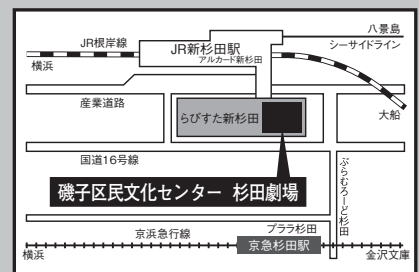 八景島
JR根岸線
JR新杉田駅
シーサイドライン
アルカード新杉田
横浜
産業道路
らびすた新杉田
大船
国道16号線
ぷらむろーど杉田
磯子区民文化センター 杉田劇場
プララ杉田
京浜急行線
京急杉田駅
横浜
金沢文庫